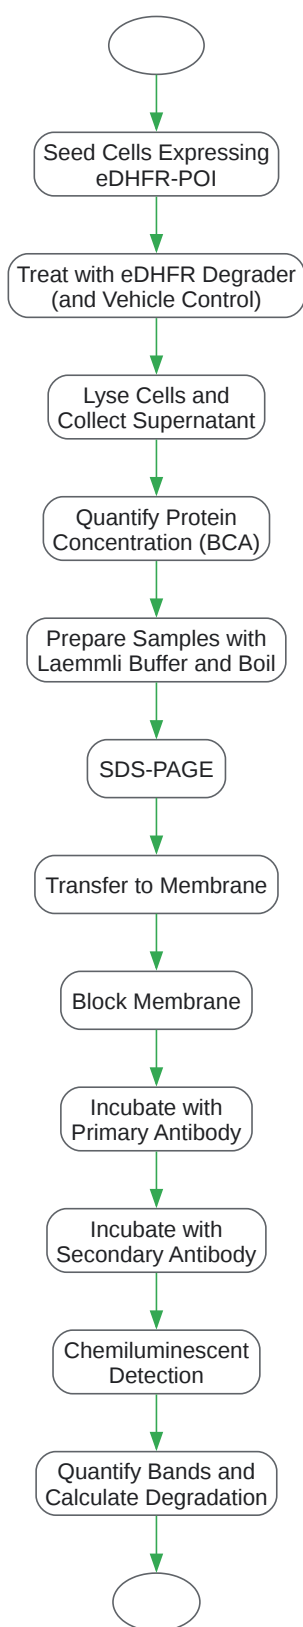 Seed Cells Expressing
eDHFR-POI
Treat with eDHFR Degrader
(and Vehicle Control)
Lyse Cells and
Collect Supernatant
Quantify Protein
Concentration (BCA)
Prepare Samples with
Laemmli Buffer and Boil
SDS-PAGE
Transfer to Membrane
Block Membrane
Incubate with
Primary Antibody
Incubate with
Secondary Antibody
Chemiluminescent
Detection
Quantify Bands and
Calculate Degradation